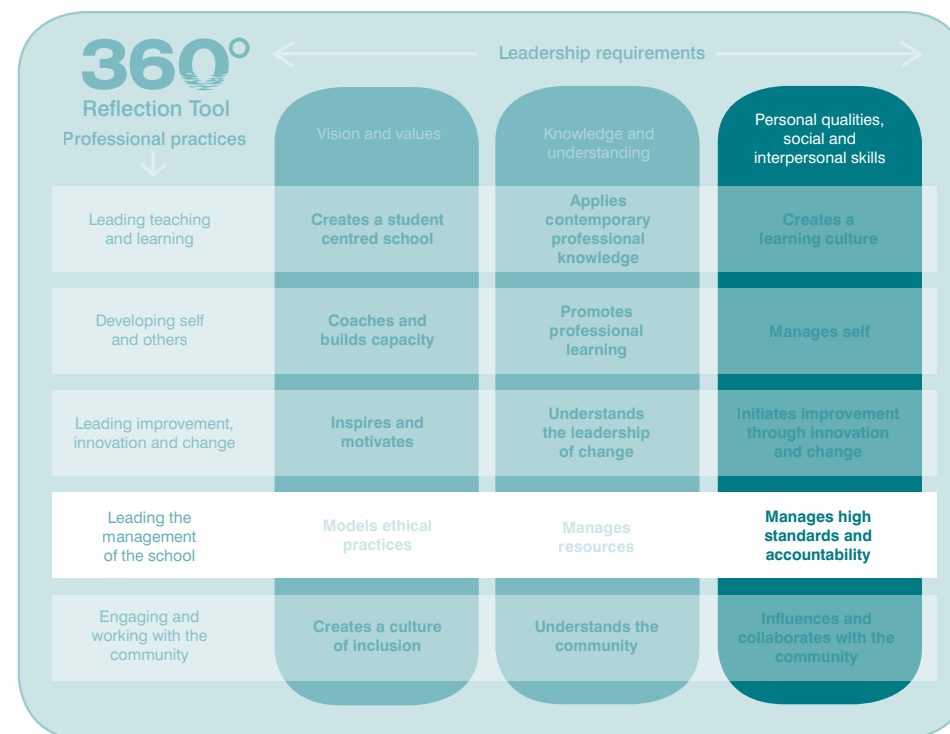 360°
Reflection Tool
Leadership requirements
Professional practices
Vision and values
Knowledge and
understanding
Personal qualities,
social and
interpersonal skills
Leading teaching
and learning
Creates a student
centred school
Applies
contemporary
professional
knowledge
Creates a
learning culture
Developing self
and others
Coaches and
builds capacity
Promotes
professional
learning
Manages self
Leading improvement,
innovation and change
Inspires and
motivates
Understands
the leadership
of change
Initiates improvement
through innovation
and change
Leading the
management
of the school
Models ethical
practices
Manages
resources
Manages high
standards and
accountability
Engaging and
working with the
community
Creates a culture
of inclusion
Understands the
community
Influences and
collaborates with the
community